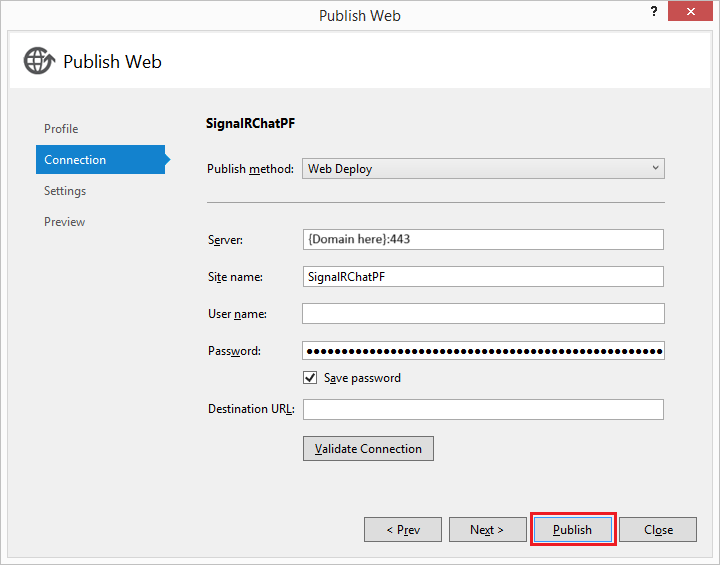 Publish Web
?
Publish Web
Profile
Connection
Settings
Preview
SignalRChatPF
Publish method: Web Deploy
Server: {Domain here}:443
Site name: SignalRChatPF
User name:
Password:
Save password
Destination URL:
Validate Connection
< Prev Next > Publish Close